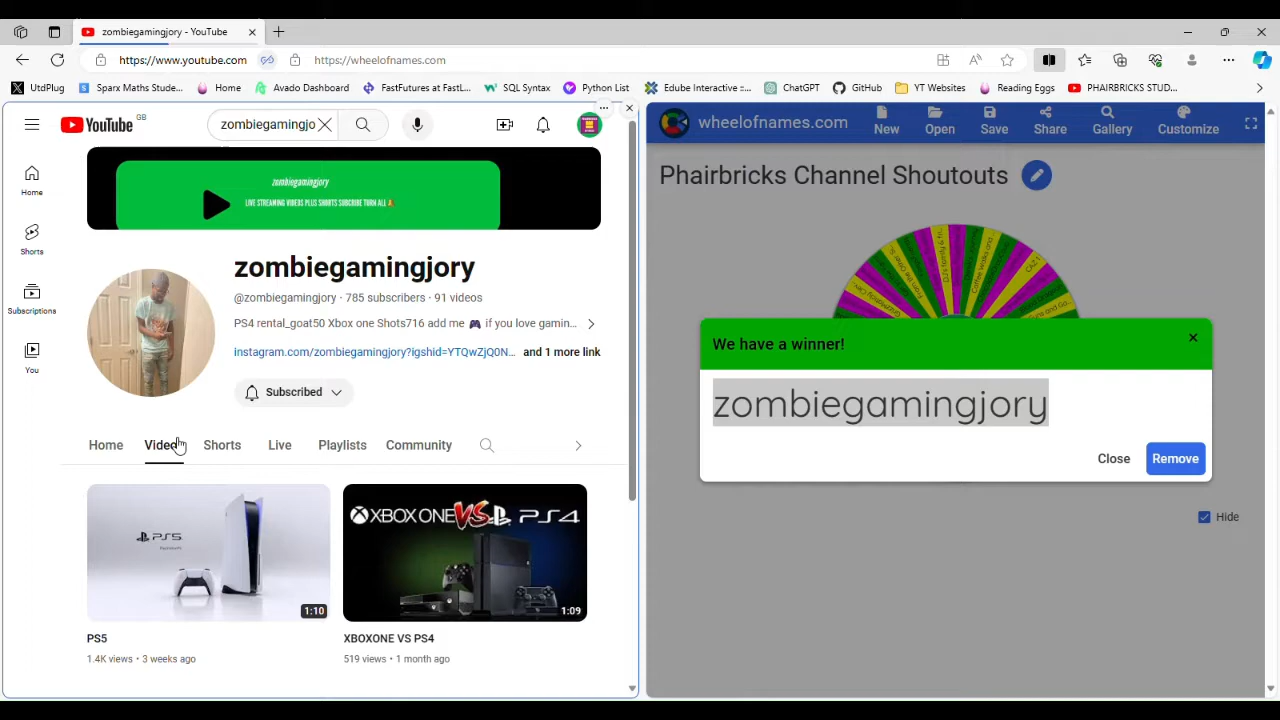 zombiegamingjory - YouTube
https://www.youtube.com
https://wheelofnames.com
UtdPlug
Sparx Maths Stude...
Home
Avado Dashboard
FastFutures at FastL...
SQL Syntax
Python List
Edube Interactive ::...
ChatGPT
GitHub
YT Websites
Reading Eggs
PHAIRBRICKS STUD...
YouTube GB
zombiegamingjo
Home
Shorts
Subscriptions
You
zombiegamingjory
LIVE STREAMING VIDEOS PLUS SHORTS SUBCRIBE TURN ALL
zombiegamingjory
@zombiegamingjory · 785 subscribers · 91 videos
PS4 rental_goat50 Xbox one Shots716 add me 🎮 if you love gamin...
instagram.com/zombiegamingjory?igshid=YTQwZjQ0N... and 1 more link
Subscribed
Home
Videos
Shorts
Live
Playlists
Community
PS5
1:10
XBOX ONE VS PS4
1:09
PS5
1.4K views · 3 weeks ago
XBOXONE VS PS4
519 views · 1 month ago
wheelofnames.com
New
Open
Save
Share
Gallery
Customize
Phairbricks Channel Shoutouts
We have a winner!
zombiegamingjory
Close
Remove
Hide